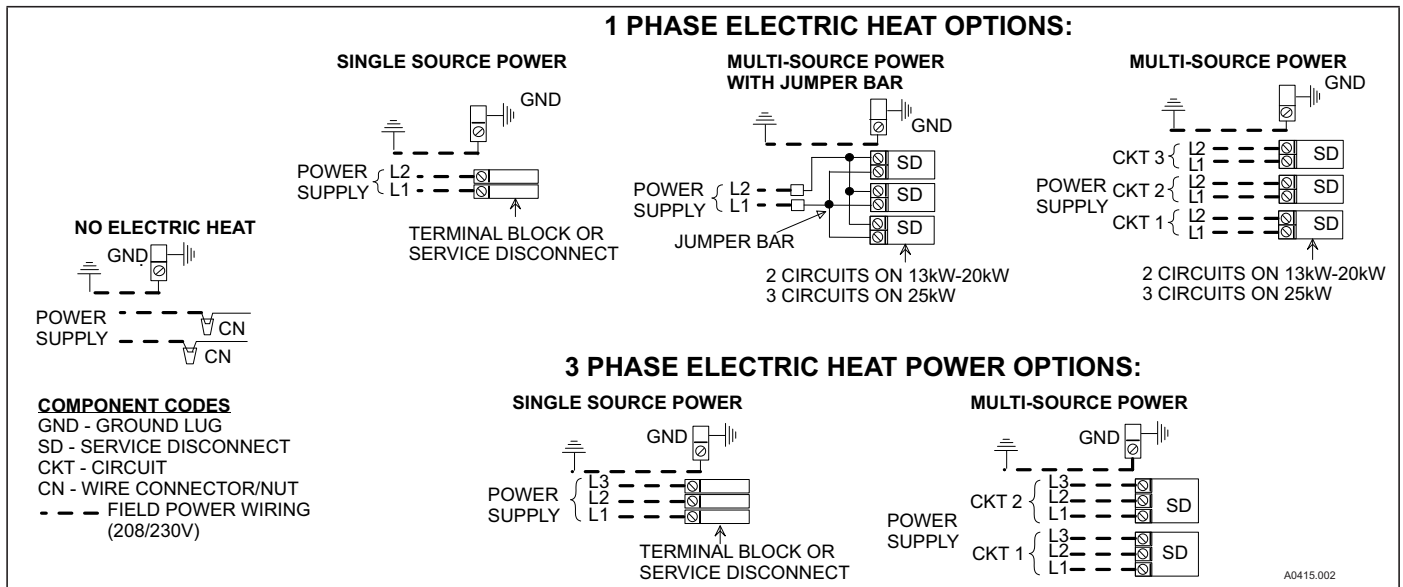 1 PHASE ELECTRIC HEAT OPTIONS:
SINGLE SOURCE POWER
GND
POWER
SUPPLY
L2
L1
TERMINAL BLOCK OR
SERVICE DISCONNECT
MULTI-SOURCE POWER
WITH JUMPER BAR
GND
POWER
SUPPLY
L2
L1
SD
SD
SD
JUMPER BAR
2 CIRCUITS ON 13kW-20kW
3 CIRCUITS ON 25kW
MULTI-SOURCE POWER
GND
POWER
SUPPLY
CKT 3
L2
L1
SD
CKT 2
L2
L1
SD
CKT 1
L2
L1
SD
2 CIRCUITS ON 13kW-20kW
3 CIRCUITS ON 25kW
NO ELECTRIC HEAT
GND
POWER
SUPPLY
CN
CN
COMPONENT CODES
GND - GROUND LUG
SD - SERVICE DISCONNECT
CKT - CIRCUIT
CN - WIRE CONNECTOR/NUT
FIELD POWER WIRING
(208/230V)
3 PHASE ELECTRIC HEAT POWER OPTIONS:
SINGLE SOURCE POWER
GND
POWER
SUPPLY
L3
L2
L1
TERMINAL BLOCK OR
SERVICE DISCONNECT
MULTI-SOURCE POWER
GND
POWER
SUPPLY
CKT 2
L3
L2
L1
SD
CKT 1
L3
L2
L1
SD
A0415.002